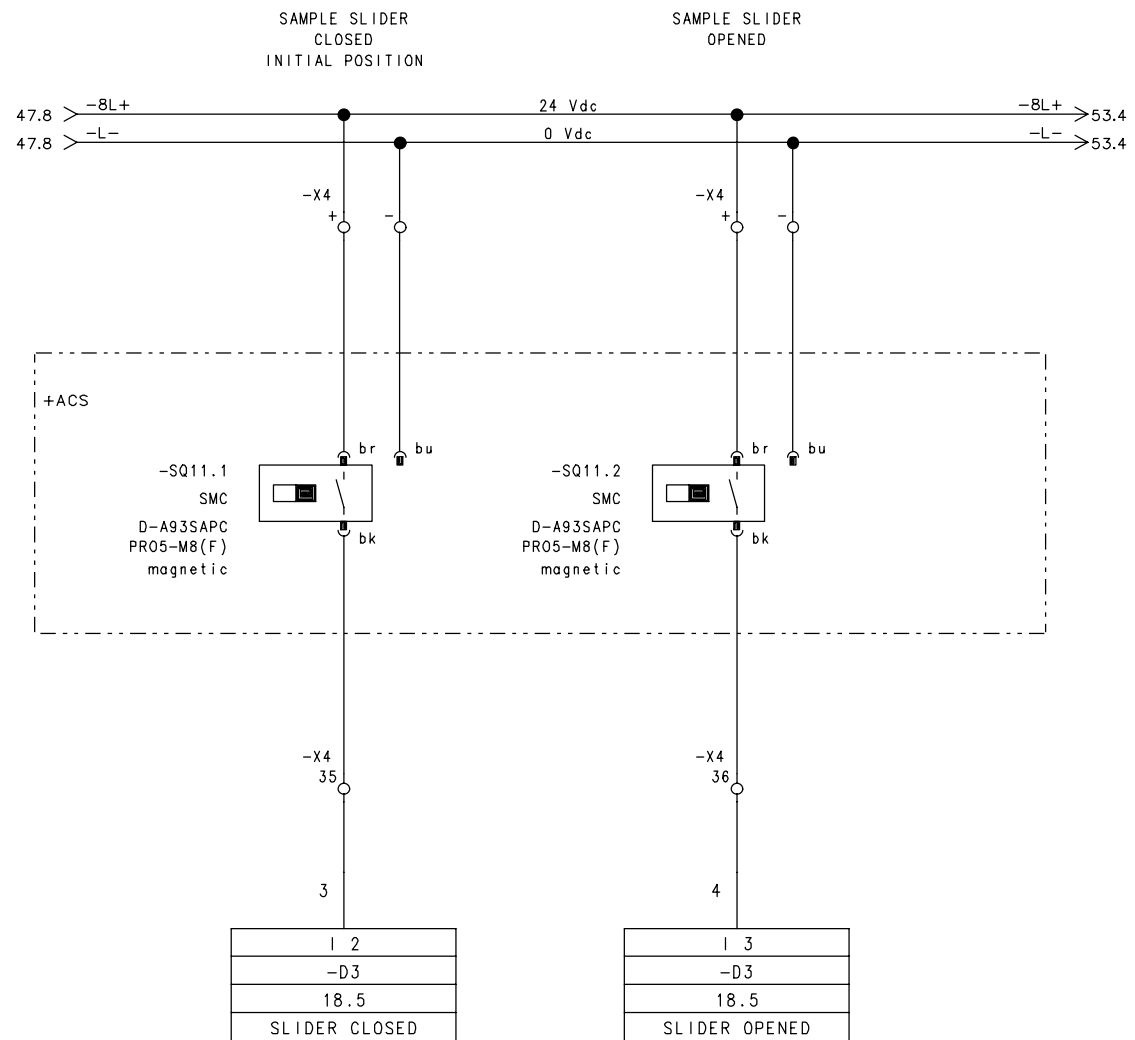 SAMPLE SLIDER
CLOSED
INITIAL POSITION
SAMPLE SLIDER
OPENED
47.8 -8L+ 24 Vdc -8L+ 53.4
47.8 -L- 0 Vdc -L- 53.4
-X4
+ -
-X4
+ -
+ACS
br bu
-SQ11.1
SMC
D-A93SAPC
PRO5-M8(F)
magnetic
bk
br bu
-SQ11.2
SMC
D-A93SAPC
PRO5-M8(F)
magnetic
bk
-X4
35
-X4
36
3
4
I 2
-D3
18.5
SLIDER CLOSED
I 3
-D3
18.5
SLIDER OPENED